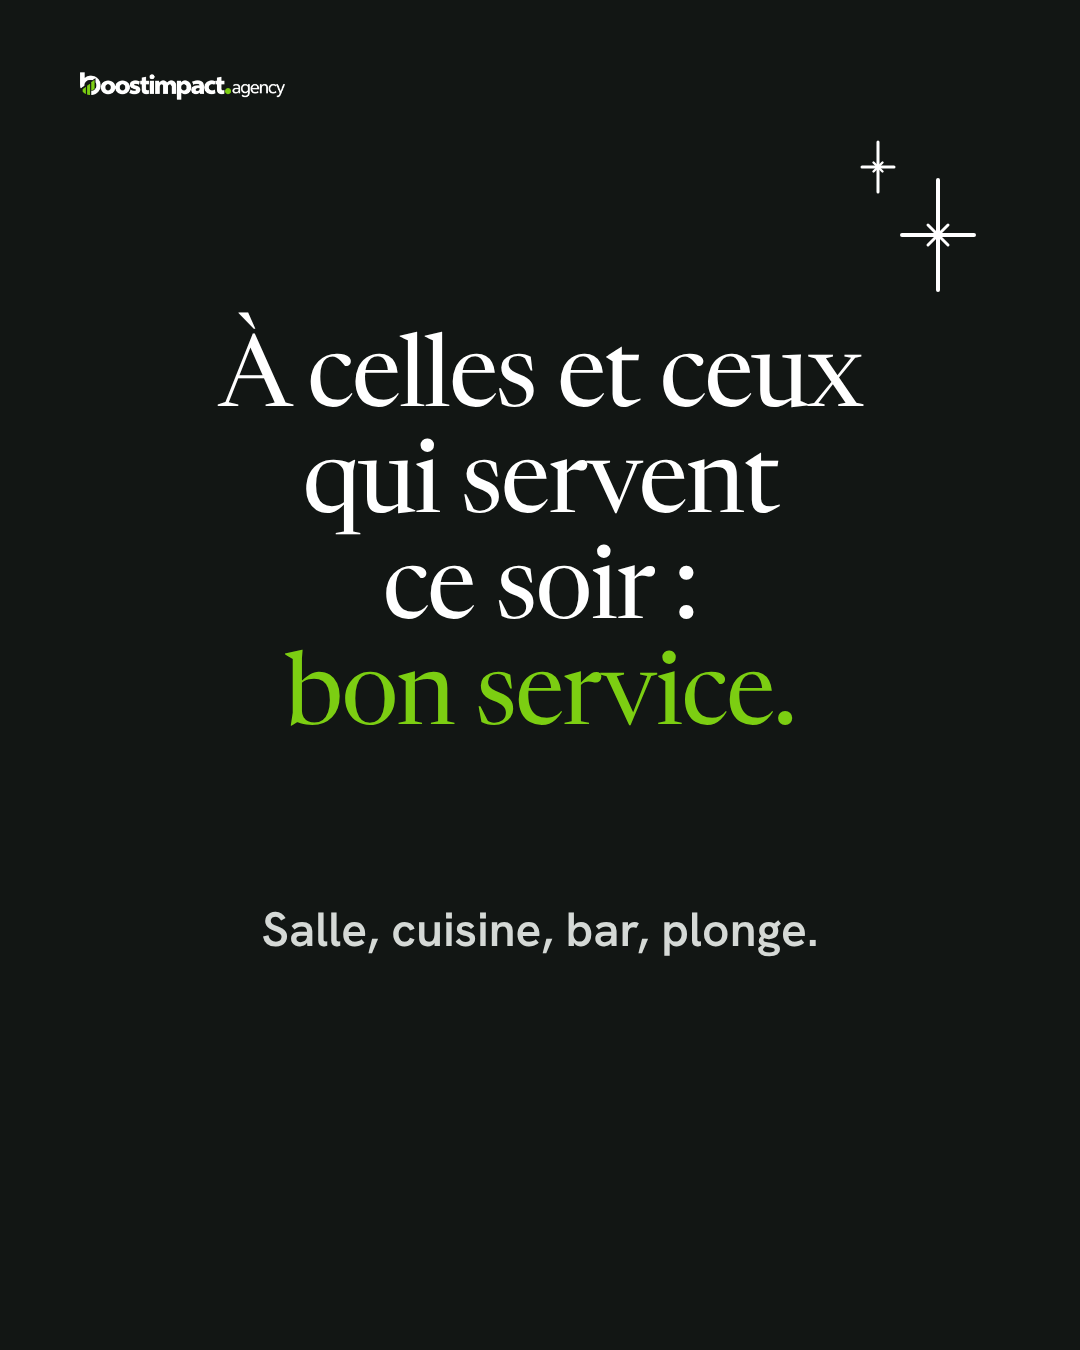 boostimpact.agency
À celles et ceux
qui servent
ce soir :
bon service.
Salle, cuisine, bar, plonge.